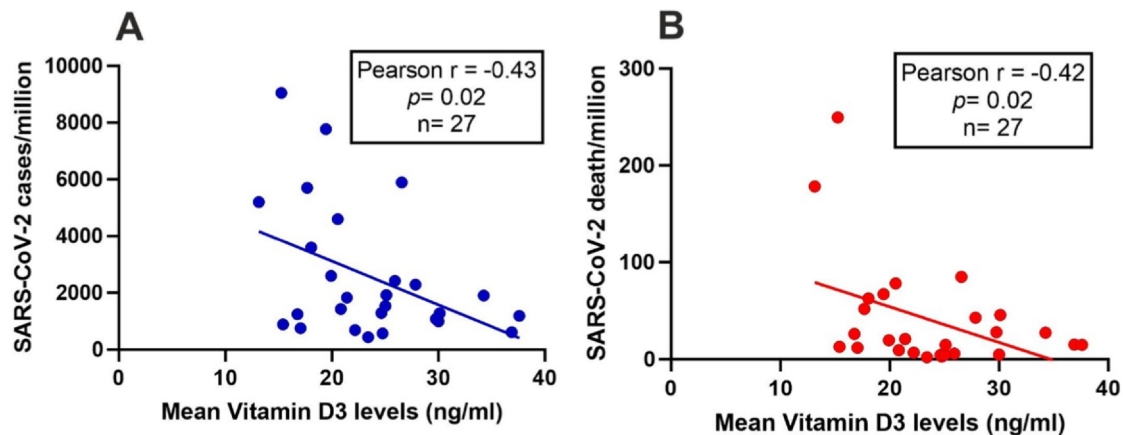 A
Pearson r = -0.43
p= 0.02
n= 27
SARS-CoV-2 cases/million
10000
8000
6000
4000
2000
0
0 10 20 30 40
Mean Vitamin D3 levels (ng/ml)
B
Pearson r = -0.42
p= 0.02
n= 27
SARS-CoV-2 death/million
300
200
100
0
0 10 20 30 40
Mean Vitamin D3 levels (ng/ml)